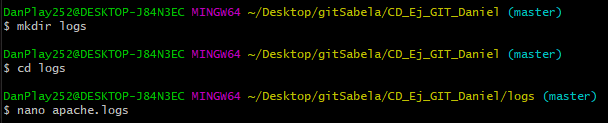 DanPlay252@DESKTOP-J84N3EC MINGW64 ~/Desktop/gitSabela/CD_Ej_GIT_Daniel (master)
$ mkdir logs
DanPlay252@DESKTOP-J84N3EC MINGW64 ~/Desktop/gitSabela/CD_Ej_GIT_Daniel (master)
$ cd logs
DanPlay252@DESKTOP-J84N3EC MINGW64 ~/Desktop/gitSabela/CD_Ej_GIT_Daniel/logs (master)
$ nano apache.logs